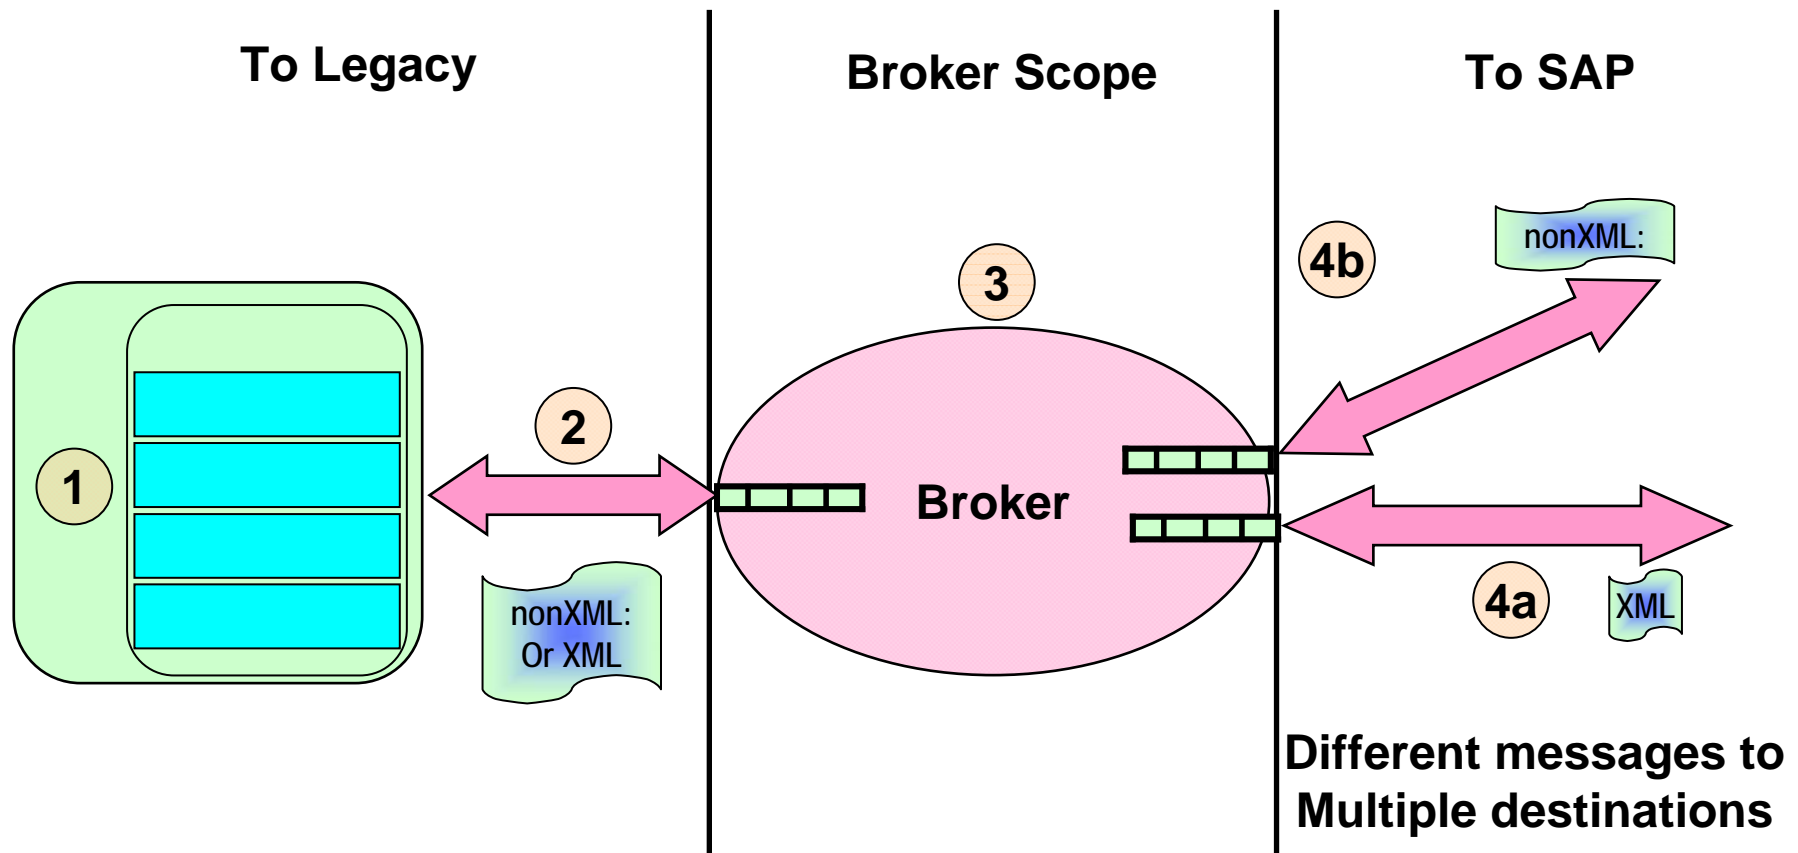 To Legacy
Broker Scope
To SAP
1
2
nonXML:
Or XML
3
Broker
4b
nonXML:
4a
XML
Different messages to
Multiple destinations